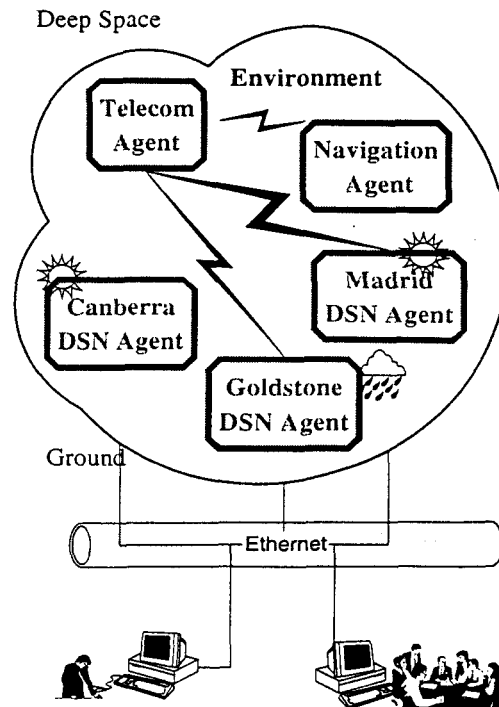 Deep Space
Environment
Telecom
Agent
Navigation
Agent
Madrid
DSN Agent
Canberra
DSN Agent
Goldstone
DSN Agent
Ground
Ethernet